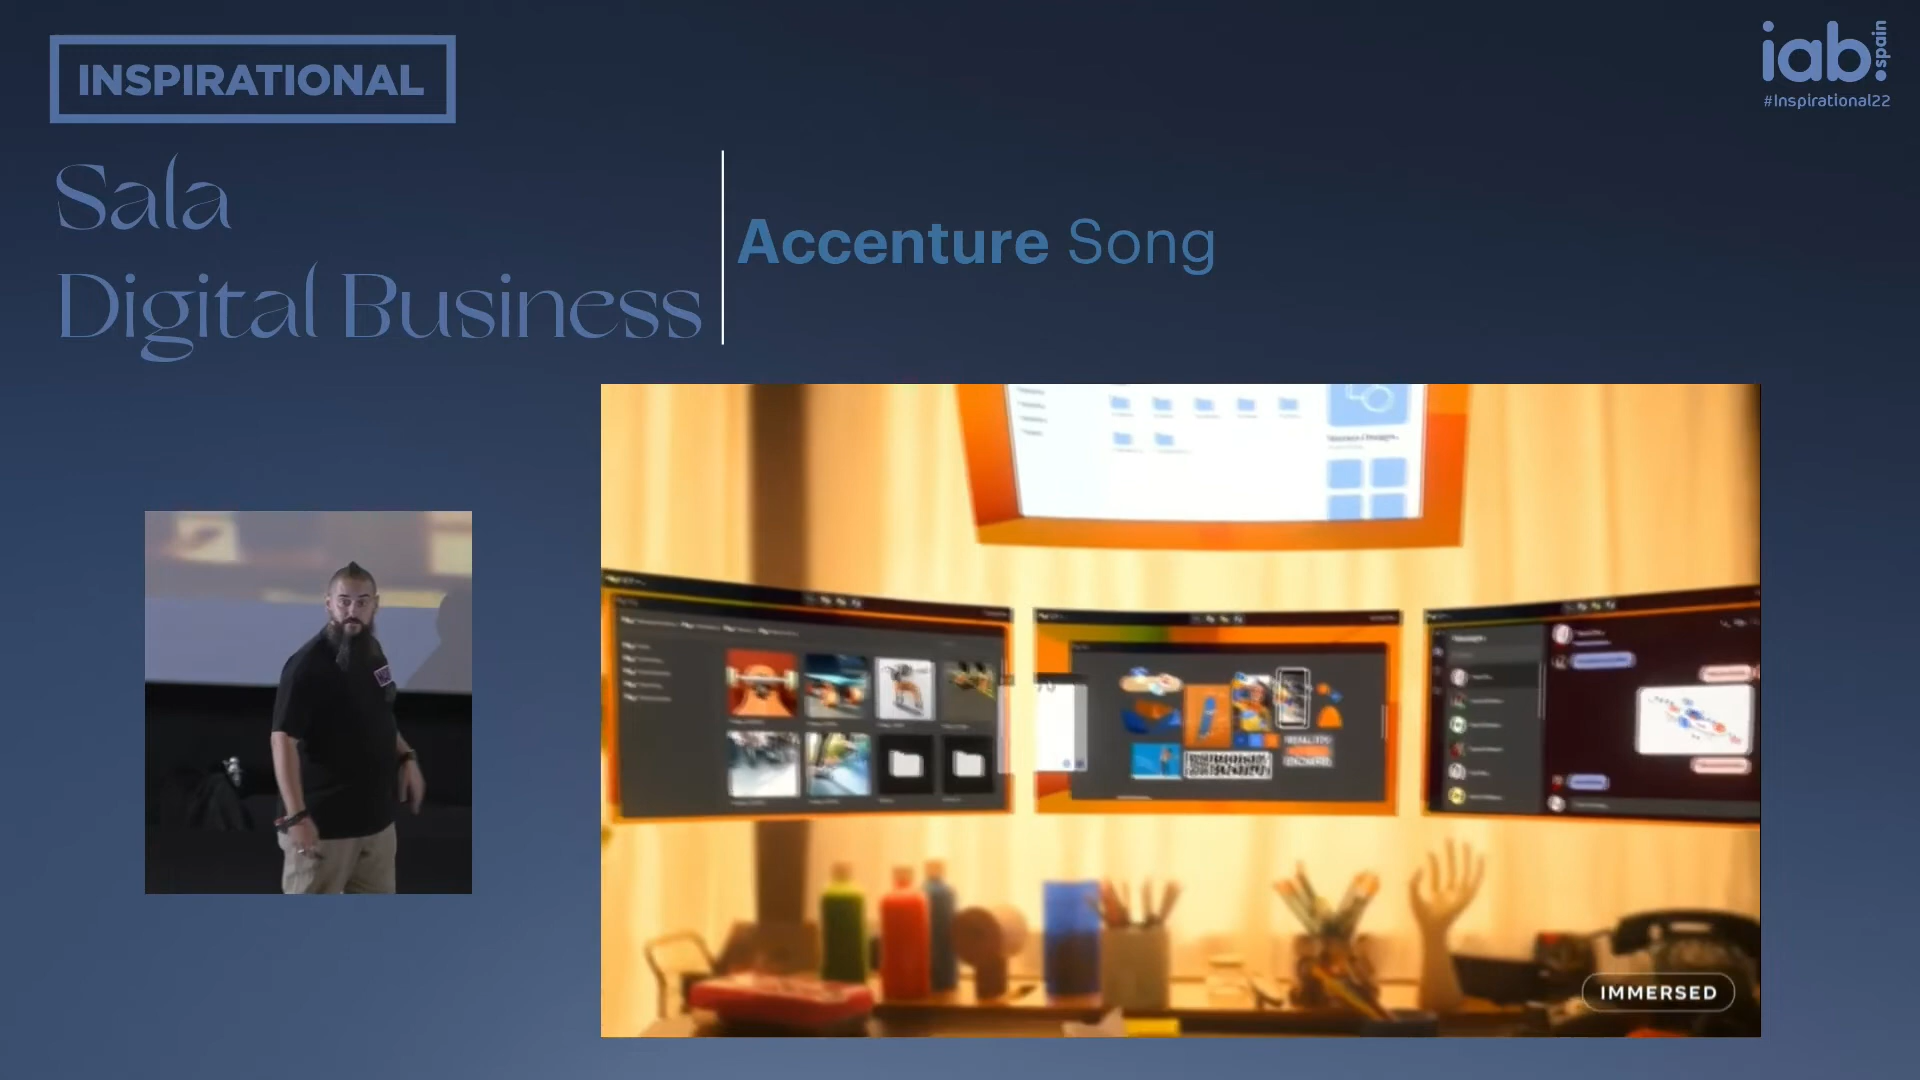 INSPIRATIONAL
iab.spain
#Inspirational22
Sala
Digital Business
Accenture Song
IMMERSED